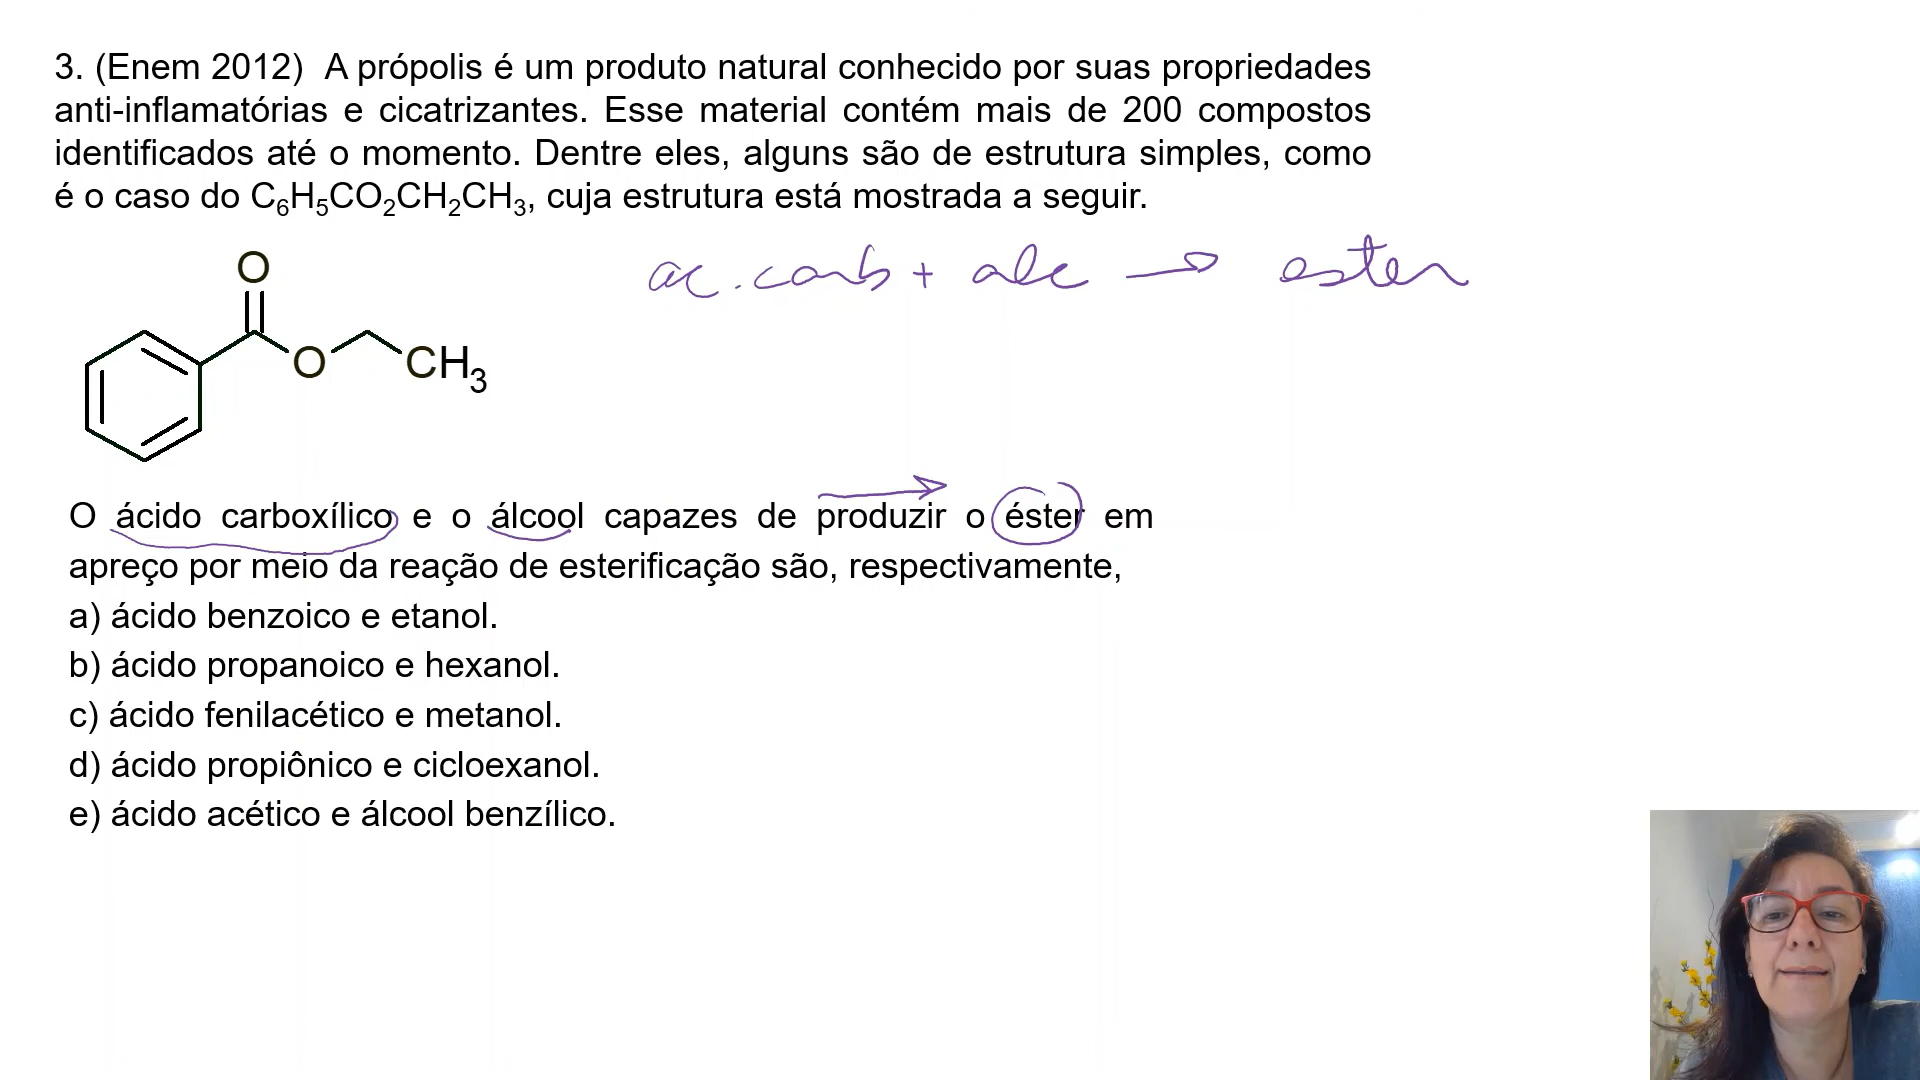 3. (Enem 2012) A própolis é um produto natural conhecido por suas propriedades
anti-inflamatórias e cicatrizantes. Esse material contém mais de 200 compostos
identificados até o momento. Dentre eles, alguns são de estrutura simples, como
é o caso do C₆H₅CO₂CH₂CH₃, cuja estrutura está mostrada a seguir.
ac. carb + alc → ester
O
O
CH₃
O ácido carboxílico e o álcool capazes de produzir o éster em
apreço por meio da reação de esterificação são, respectivamente,
a) ácido benzoico e etanol.
b) ácido propanoico e hexanol.
c) ácido fenilacético e metanol.
d) ácido propiônico e cicloexanol.
e) ácido acético e álcool benzílico.